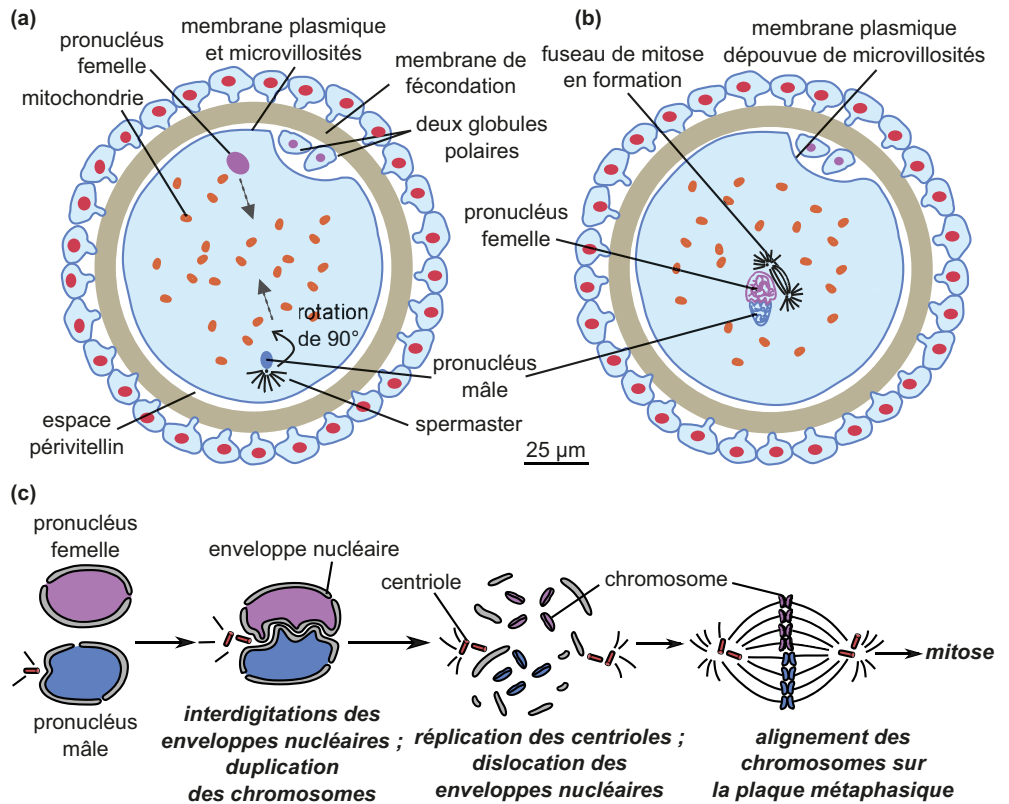 (a)
pronucléus
femelle
membrane plasmique
et microvillosités
membrane de
fécondation
mitochondrie
deux globules
polaires
rotation
de 90°
pronucléus
mâle
espace
périvitellin
spermaster
25 µm
(b)
fuseau de mitose
en formation
membrane plasmique
dépouvue de microvillosités
pronucléus
femelle
(c)
pronucléus
femelle
pronucléus
mâle
enveloppe nucléaire
centriole
chromosome
mitose
interdigitations des
enveloppes nucléaires ;
duplication
des chromosomes
réplication des centrioles ;
dislocation des
enveloppes nucléaires
alignement des
chromosomes sur
la plaque métaphasique